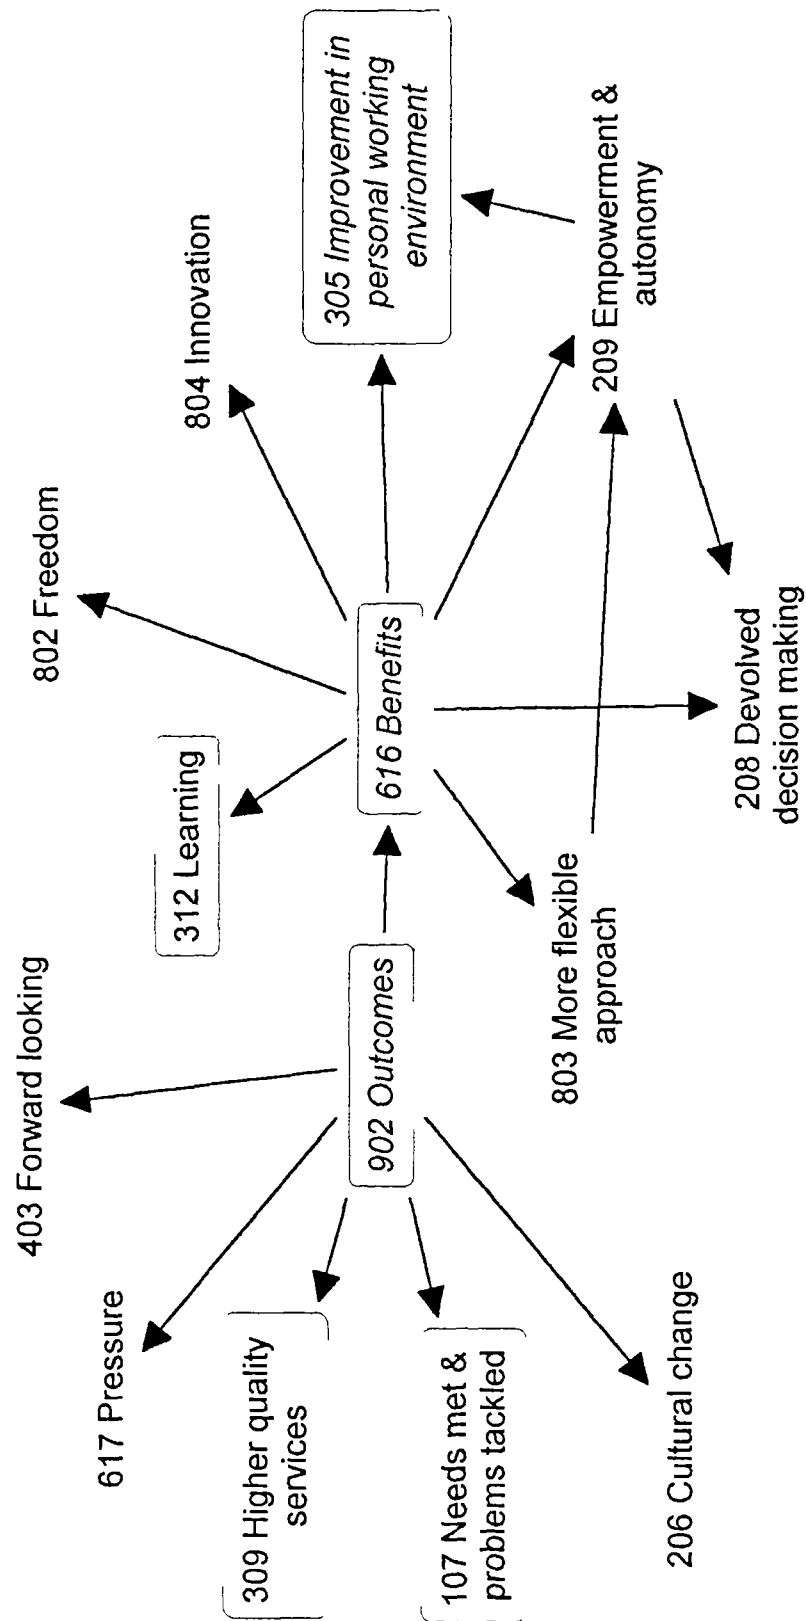 403 Forward looking
802 Freedom
617 Pressure
312 Learning
804 Innovation
309 Higher quality
services
902 Outcomes
616 Benefits
305 Improvement in
personal working
environment
107 Needs met &
problems tackled
803 More flexible
approach
209 Empowerment &
autonomy
206 Cultural change
208 Devolved
decision making